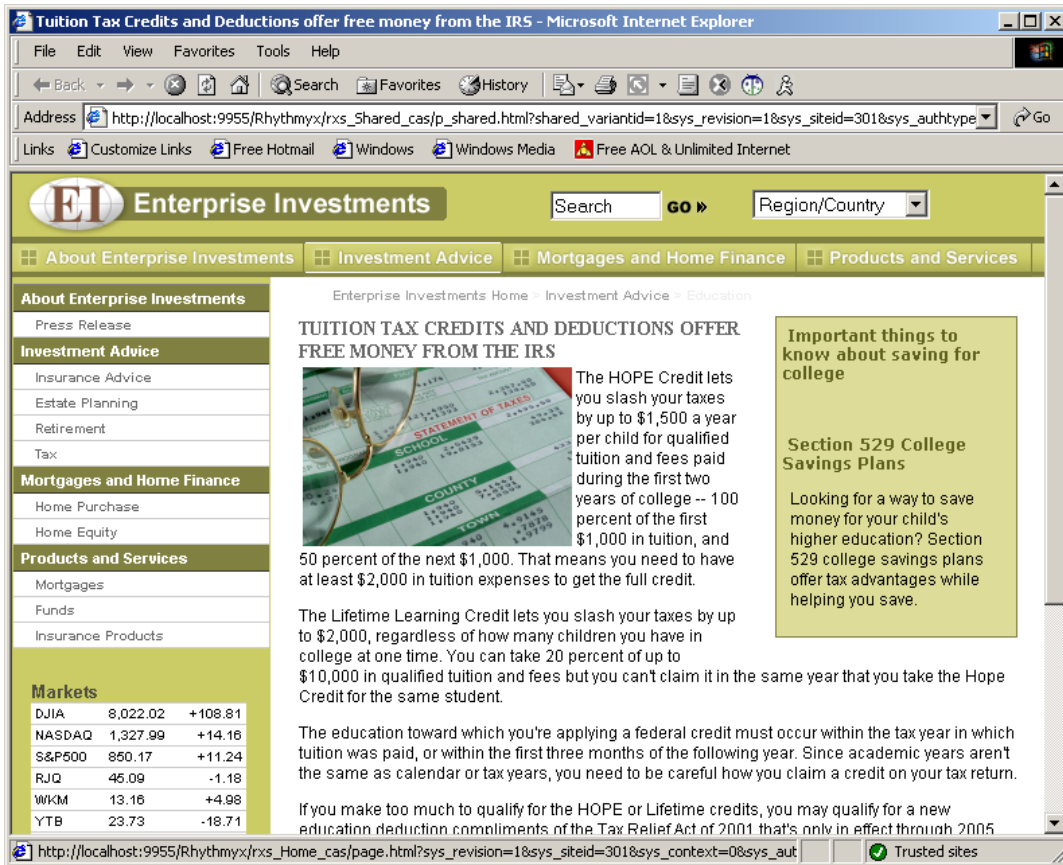 Tuition Tax Credits and Deductions offer free money from the IRS - Microsoft Internet Explorer
File Edit View Favorites Tools Help
Back Search Favorites History
Address http://localhost:9955/Rhythmyx/rxs_Shared_cas/p_shared.html?shared_variantid=1&sys_revision=1&sys_siteid=301&sys_authtype Go
Links Customize Links Free Hotmail Windows Windows Media Free AOL & Unlimited Internet
EI Enterprise Investments Search GO » Region/Country
About Enterprise Investments Investment Advice Mortgages and Home Finance Products and Services
About Enterprise Investments
Press Release
Investment Advice
Insurance Advice
Estate Planning
Retirement
Tax
Mortgages and Home Finance
Home Purchase
Home Equity
Products and Services
Mortgages
Funds
Insurance Products
Markets
DJIA 8,022.02 +108.81
NASDAQ 1,327.99 +14.16
S&P500 850.17 +11.24
RJQ 45.09 -1.18
WKM 13.16 +4.98
YTB 23.73 -18.71
Enterprise Investments Home > Investment Advice > Education
TUITION TAX CREDITS AND DEDUCTIONS OFFER
FREE MONEY FROM THE IRS
STATEMENT OF TAXES
SCHOOL
COUNTY
TOWN
The HOPE Credit lets
you slash your taxes
by up to $1,500 a year
per child for qualified
tuition and fees paid
during the first two
years of college -- 100
percent of the first
$1,000 in tuition, and
50 percent of the next $1,000. That means you need to have
at least $2,000 in tuition expenses to get the full credit.
The Lifetime Learning Credit lets you slash your taxes by up
to $2,000, regardless of how many children you have in
college at one time. You can take 20 percent of up to
$10,000 in qualified tuition and fees but you can't claim it in the same year that you take the Hope
Credit for the same student.
The education toward which you're applying a federal credit must occur within the tax year in which
tuition was paid, or within the first three months of the following year. Since academic years aren't
the same as calendar or tax years, you need to be careful how you claim a credit on your tax return.
If you make too much to qualify for the HOPE or Lifetime credits, you may qualify for a new
education deduction compliments of the Tax Relief Act of 2001 that's only in effect through 2005
Important things to
know about saving for
college
Section 529 College
Savings Plans
Looking for a way to save
money for your child's
higher education? Section
529 college savings plans
offer tax advantages while
helping you save.
http://localhost:9955/Rhythmyx/rxs_Home_cas/page.html?sys_revision=1&sys_siteid=301&sys_context=0&sys_aut Trusted sites